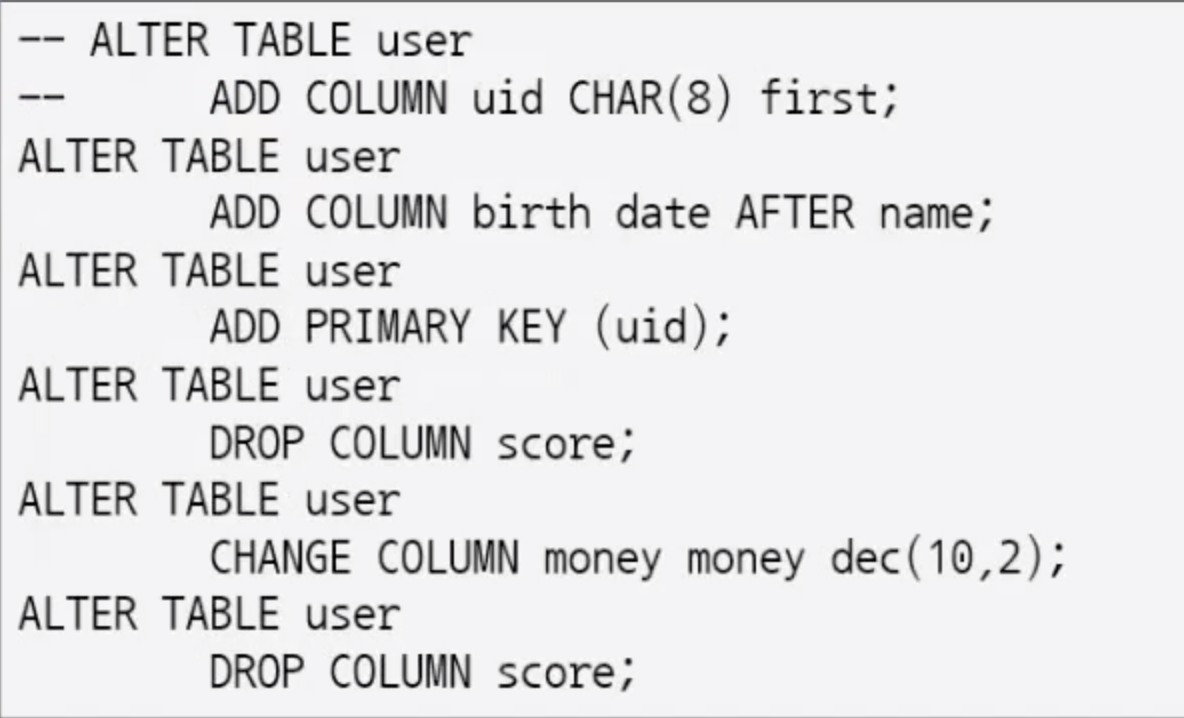 -- ALTER TABLE user
--      ADD COLUMN uid CHAR(8) first;
ALTER TABLE user
        ADD COLUMN birth date AFTER name;
ALTER TABLE user
        ADD PRIMARY KEY (uid);
ALTER TABLE user
        DROP COLUMN score;
ALTER TABLE user
        CHANGE COLUMN money money dec(10,2);
ALTER TABLE user
        DROP COLUMN score;